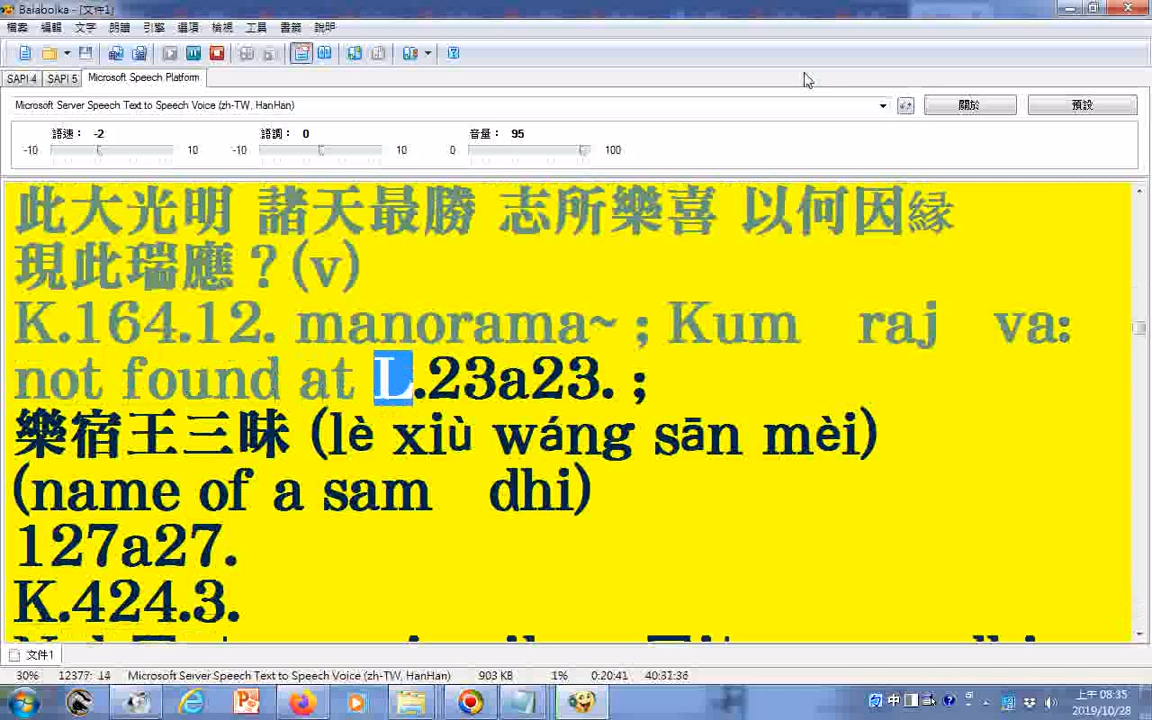 Balabolka - [文件1]
檔案 編輯 文字 朗讀 引擎 選項 檢視 工具 書籤 說明
SAPI 4 SAPI 5 Microsoft Speech Platform
Microsoft Server Speech Text to Speech Voice (zh-TW, HanHan) 關於 預設
語速： -2 語調： 0 音量： 95
-10 10 -10 10 0 100
此大光明 諸天最勝 志所樂喜 以何因縁
現此瑞應？(v)
K.164.12. manorama~ ; Kum raj va:
not found at L.23a23. ;
樂宿王三昧 (lè xiù wáng sān mèi)
(name of a sam dhi)
127a27.
K.424.3.
文件1
30% 12377: 14 Microsoft Server Speech Text to Speech Voice (zh-TW, HanHan) 903 KB 1% 0:20:41 40:31:36
中 上午 08:35
2019/10/28